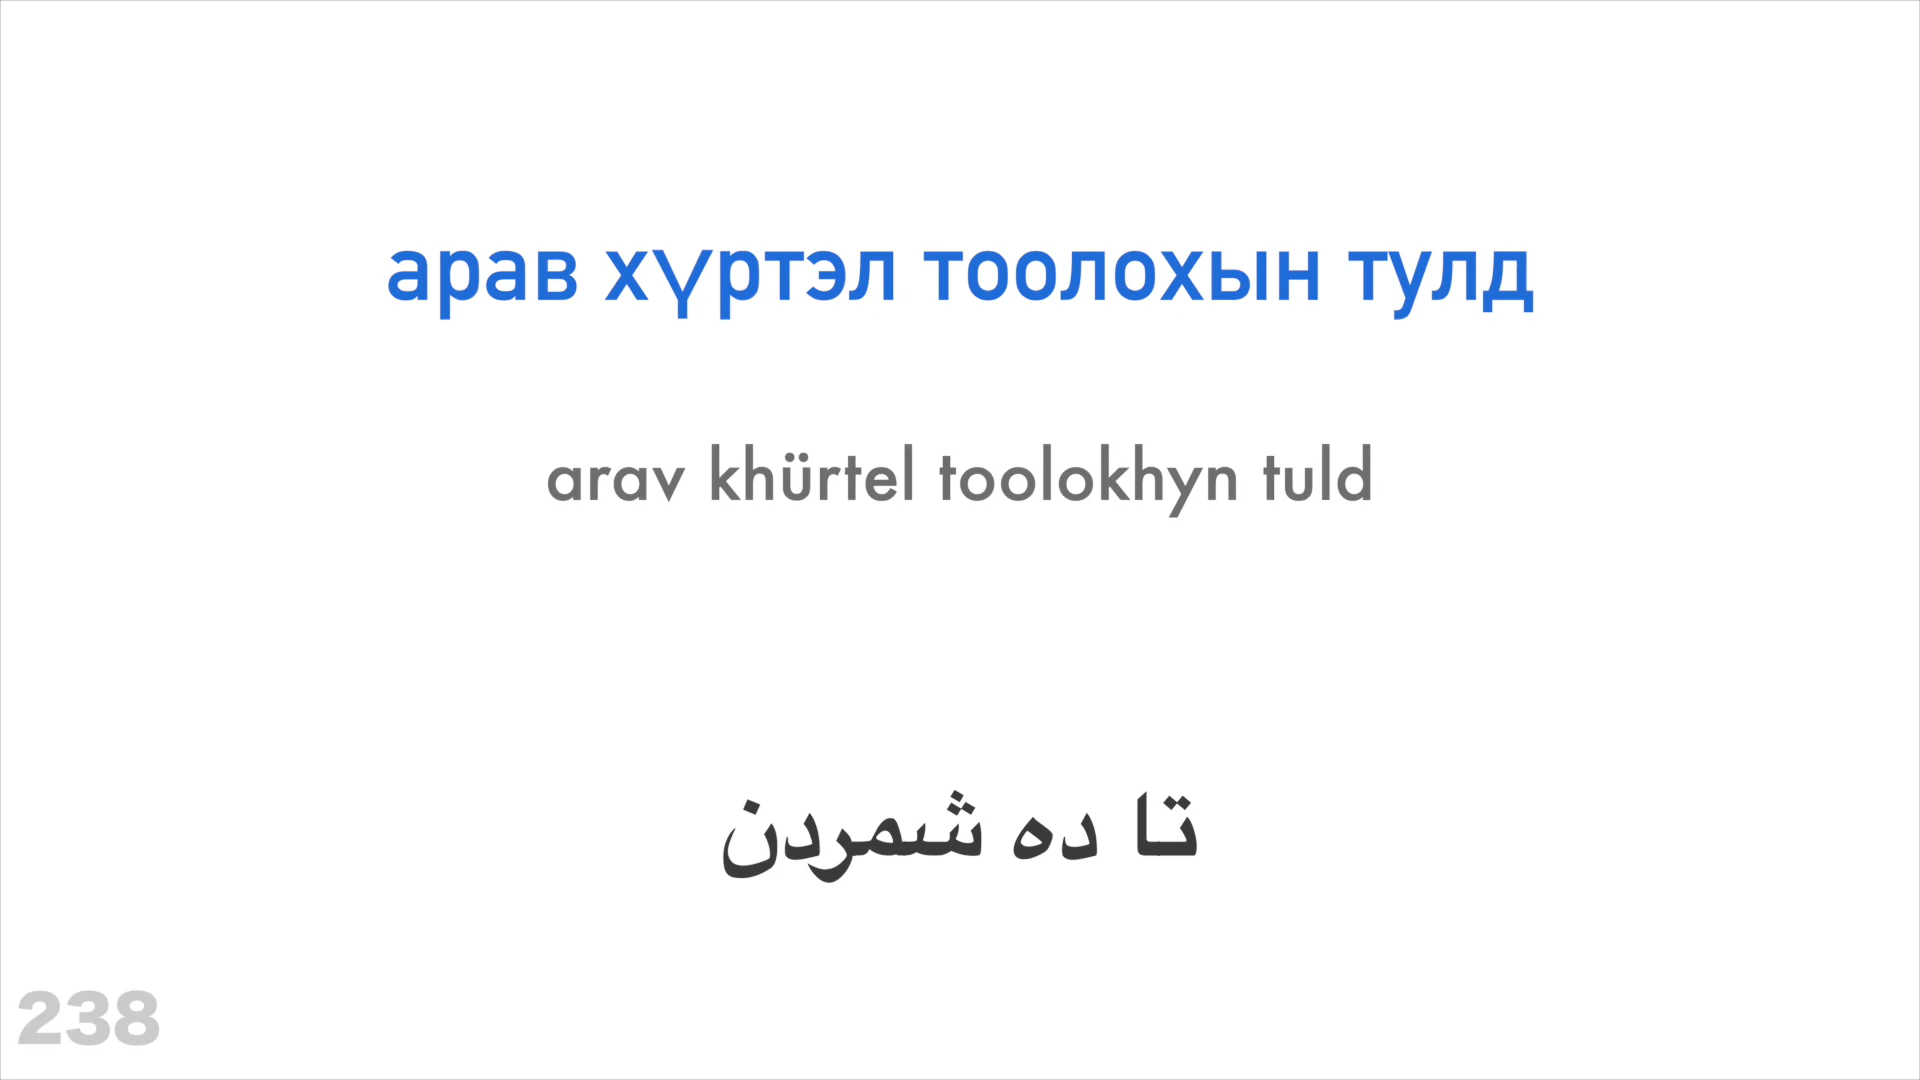 арав хүртэл тоолохын тулд
arav khürtel toolokhyn tuld
تا ده شمردن
238